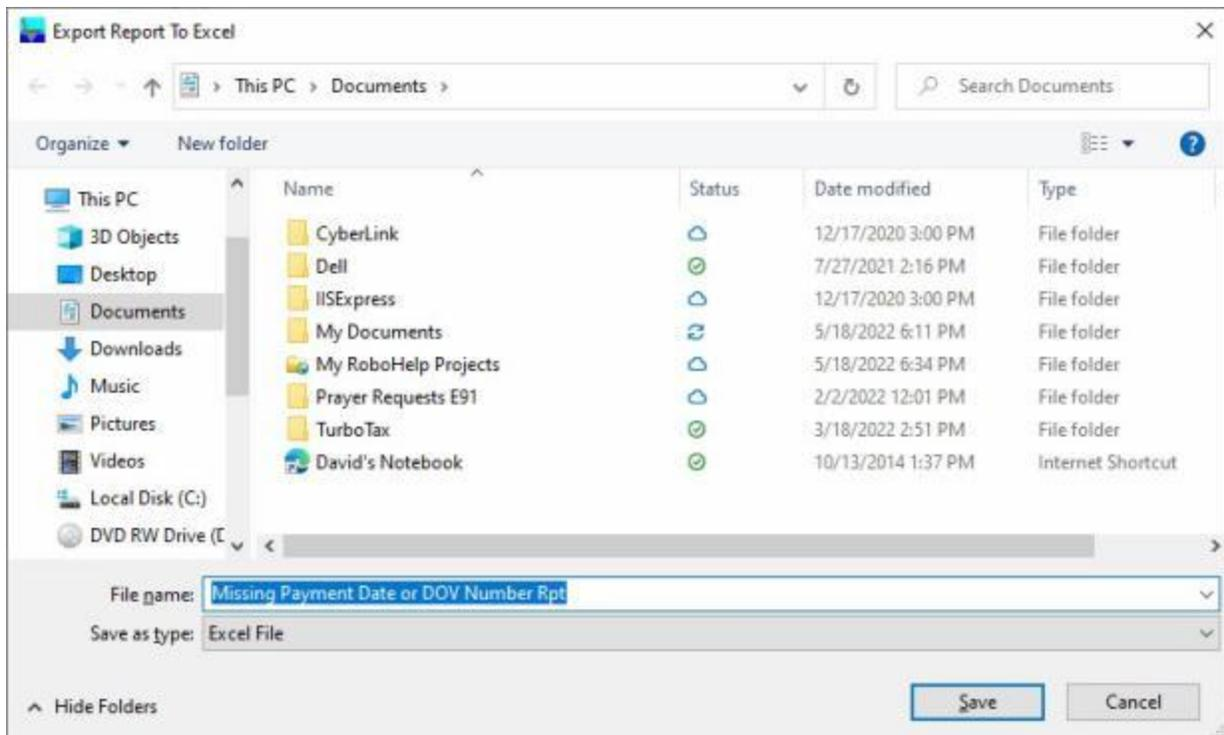 Export Report To Excel
This PC > Documents >
Search Documents
Organize
New folder
Name Status Date modified Type
This PC
3D Objects
Desktop
Documents
Downloads
Music
Pictures
Videos
Local Disk (C:)
DVD RW Drive (D
CyberLink 12/17/2020 3:00 PM File folder
Dell 7/27/2021 2:16 PM File folder
IISExpress 12/17/2020 3:00 PM File folder
My Documents 5/18/2022 6:11 PM File folder
My RoboHelp Projects 5/18/2022 6:34 PM File folder
Prayer Requests E91 2/2/2022 12:01 PM File folder
TurboTax 3/18/2022 2:51 PM File folder
David's Notebook 10/13/2014 1:37 PM Internet Shortcut
File name: Missing Payment Date or DOV Number Rpt
Save as type: Excel File
Hide Folders
Save
Cancel